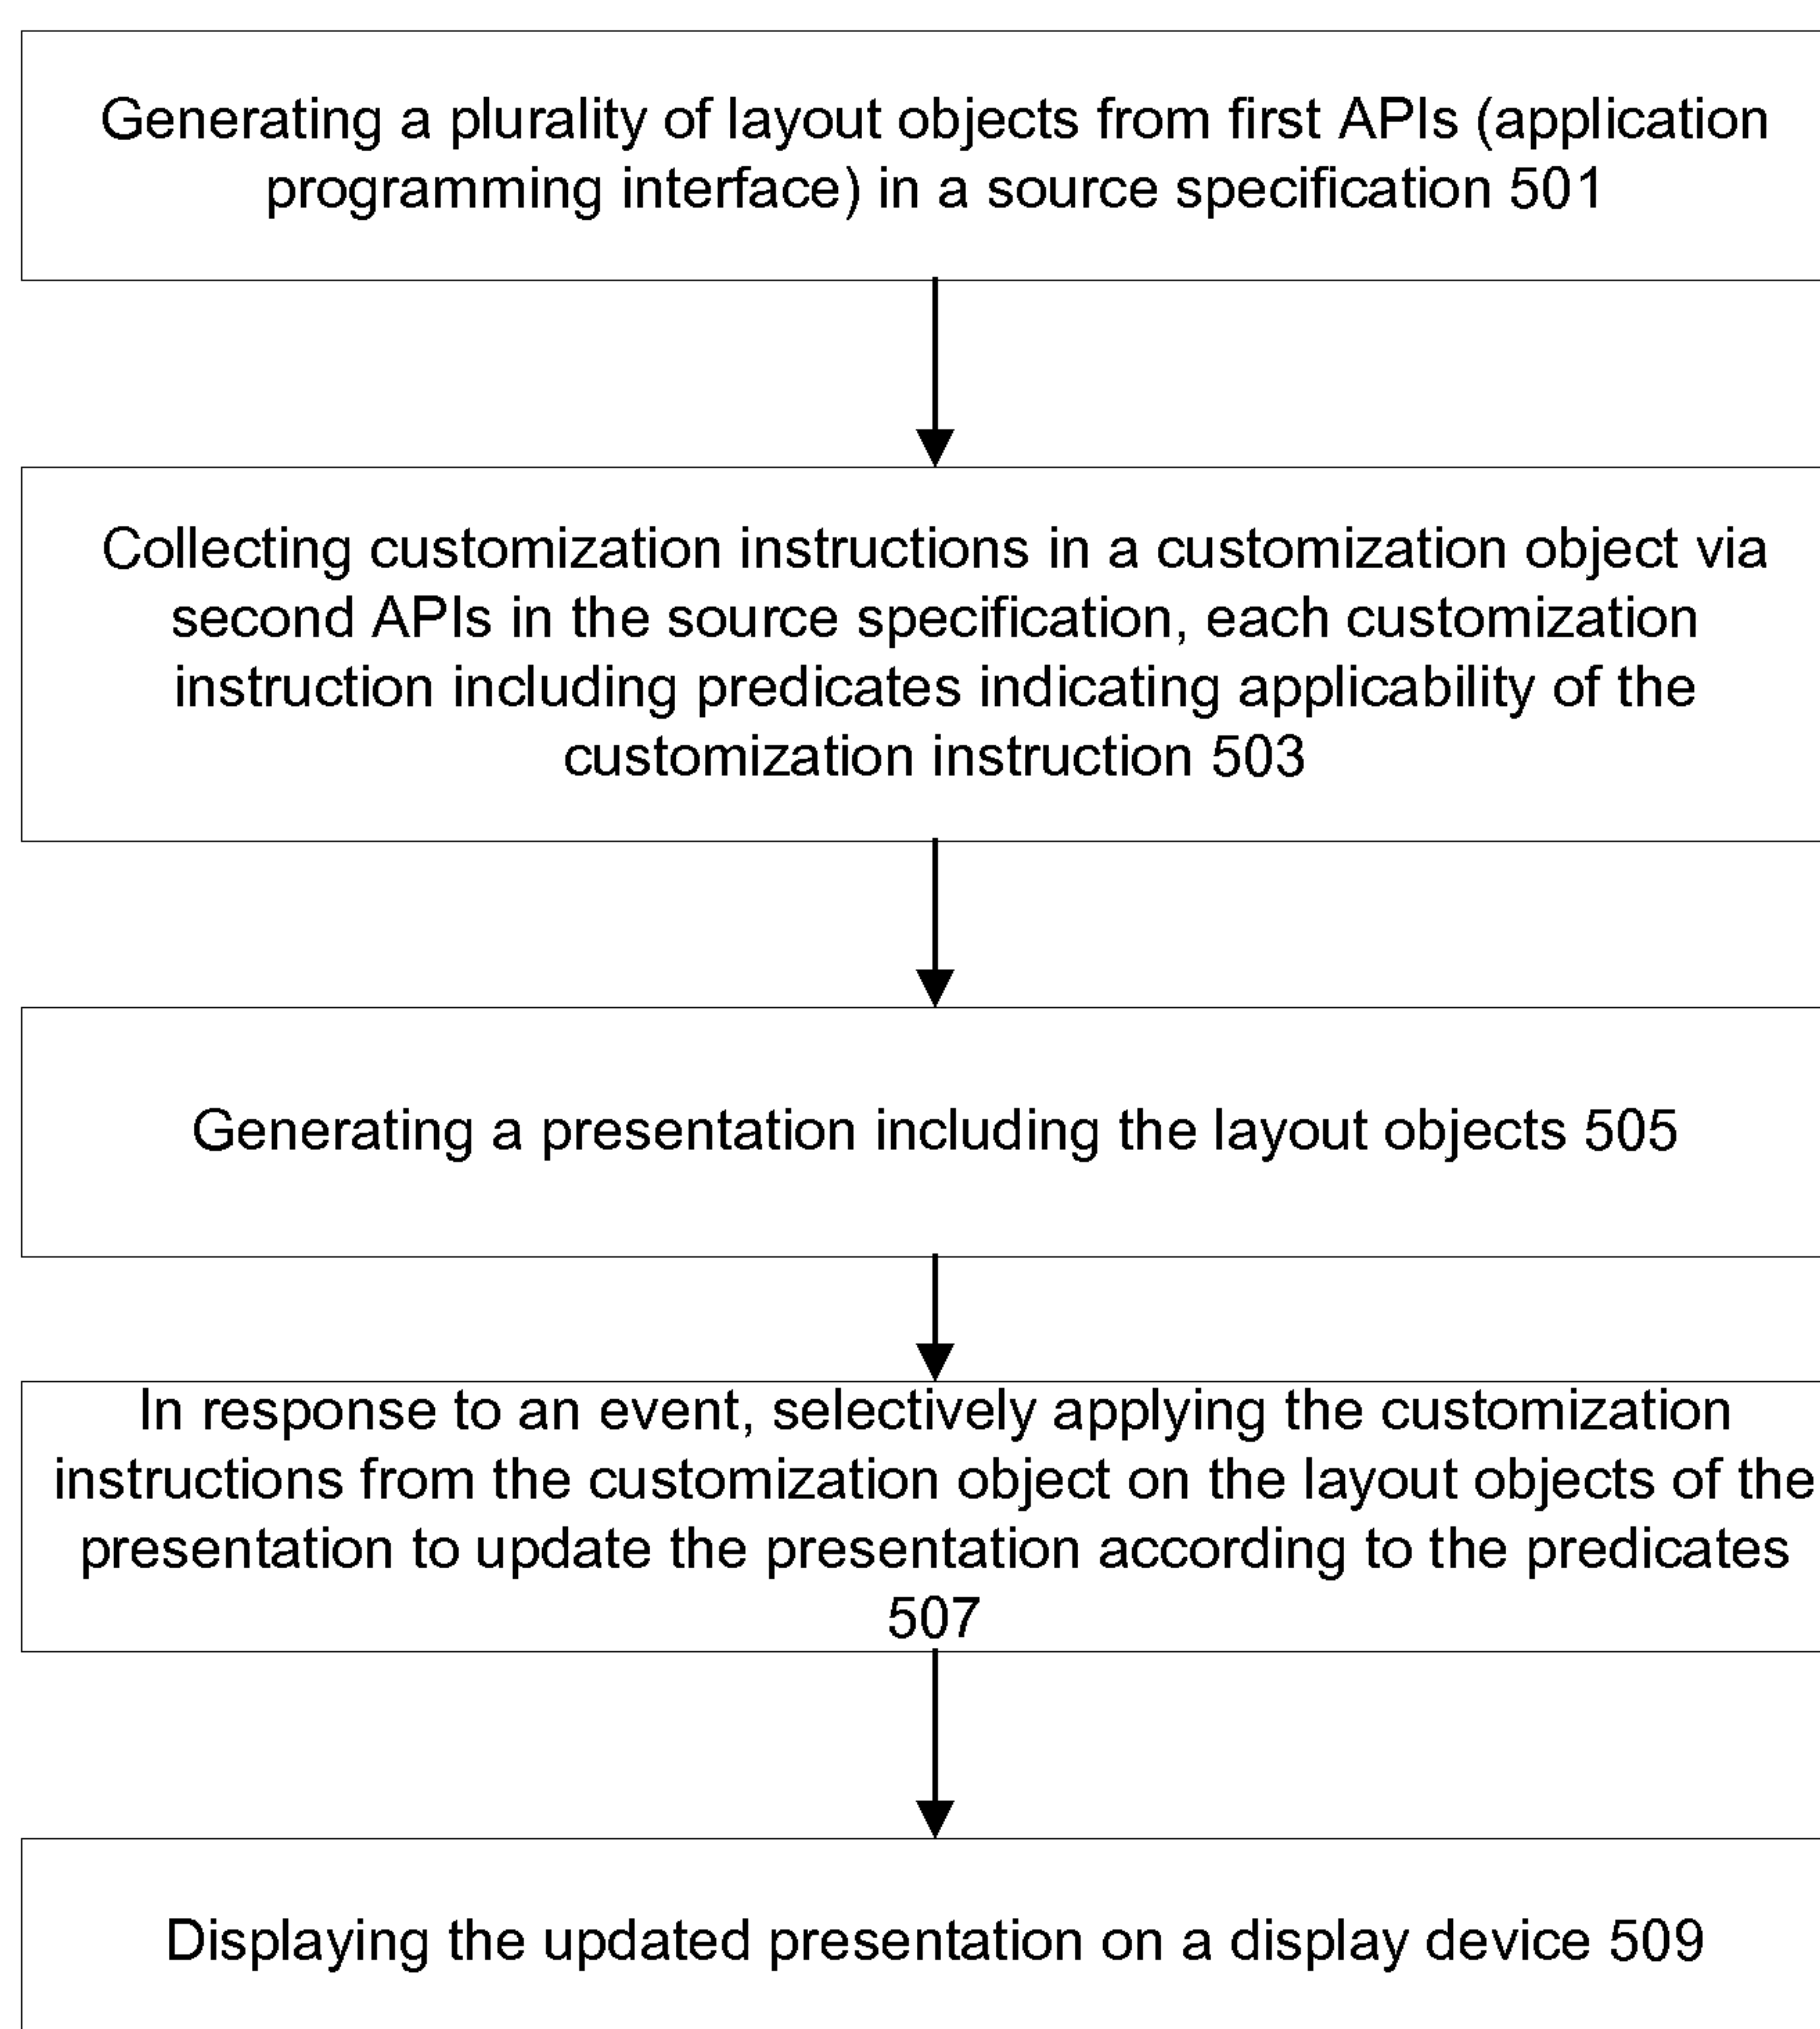 Generating a plurality of layout objects from first APIs (application
programming interface) in a source specification 501
Collecting customization instructions in a customization object via
second APIs in the source specification, each customization
instruction including predicates indicating applicability of the
customization instruction 503
Generating a presentation including the layout objects 505
In response to an event, selectively applying the customization
instructions from the customization object on the layout objects of the
presentation to update the presentation according to the predicates
507
Displaying the updated presentation on a display device 509